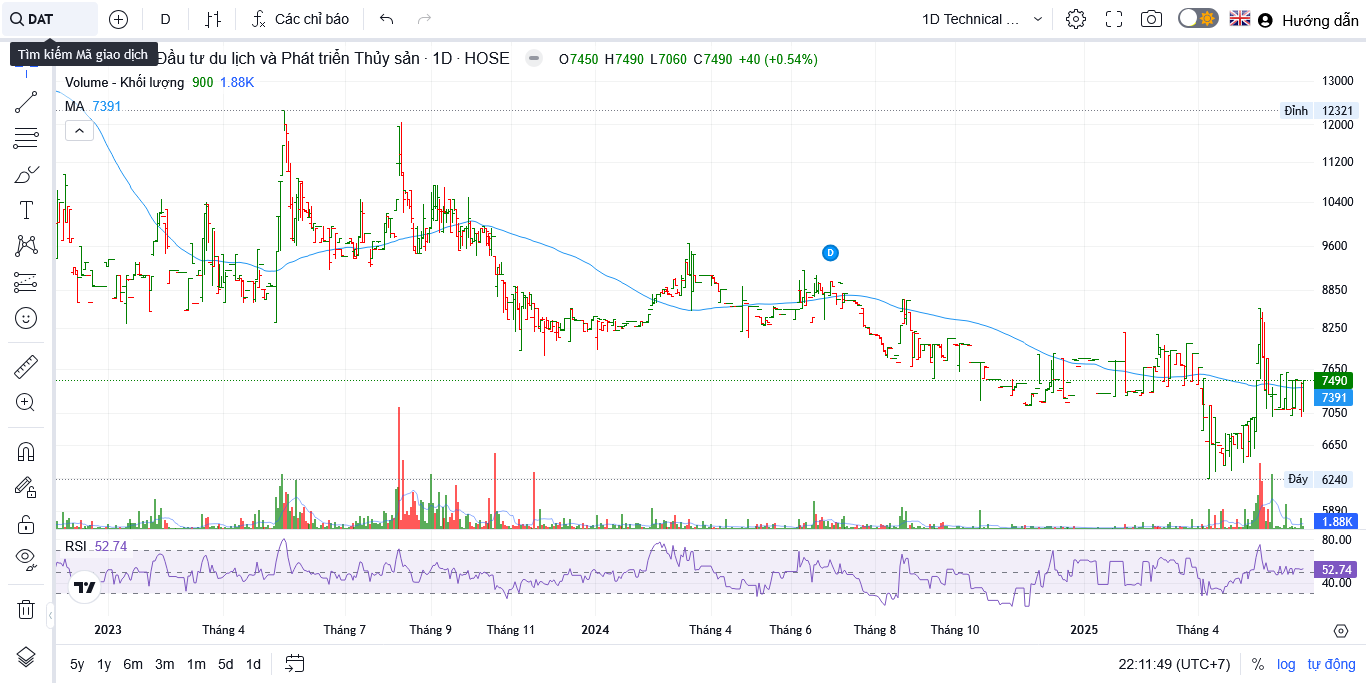 DAT
D
Các chỉ báo
1D Technical ...
Hướng dẫn
Tìm kiếm Mã giao dịch
Đầu tư du lịch và Phát triển Thủy sản · 1D · HOSE
O7450 H7490 L7060 C7490 +40 (+0.54%)
Volume - Khối lượng 900 1.88K
MA 7391
13000
Đỉnh 12321
12000
11200
10400
9600
D
8850
8250
7650
7490
7391
7050
6650
Đáy 6240
5890
1.88K
RSI 52.74
80.00
52.74
40.00
2023 Tháng 4 Tháng 7 Tháng 9 Tháng 11 2024 Tháng 4 Tháng 6 Tháng 8 Tháng 10 2025 Tháng 4
5y 1y 6m 3m 1m 5d 1d
22:11:49 (UTC+7) % log tự động